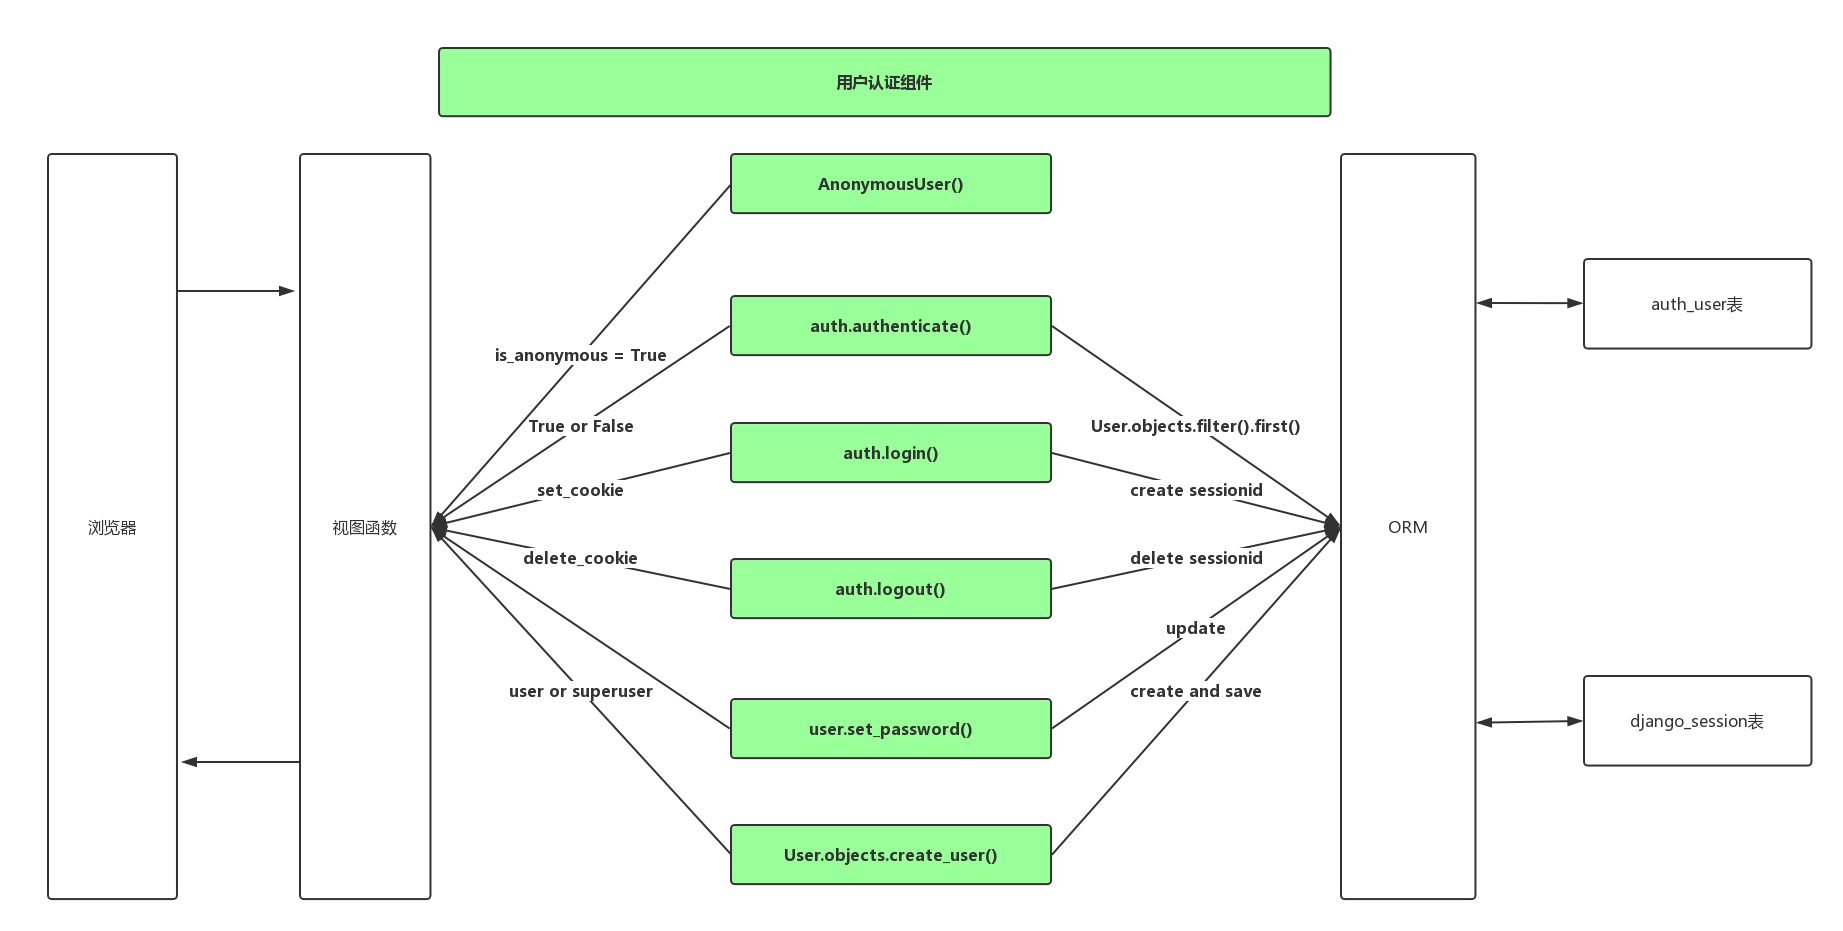 用户认证组件
AnonymousUser()
is_anonymous = True
auth.authenticate()
True or False
User.objects.filter().first()
auth.login()
set_cookie
create sessionid
浏览器
视图函数
ORM
auth_user表
delete_cookie
delete sessionid
auth.logout()
update
user or superuser
create and save
user.set_password()
django_session表
User.objects.create_user()